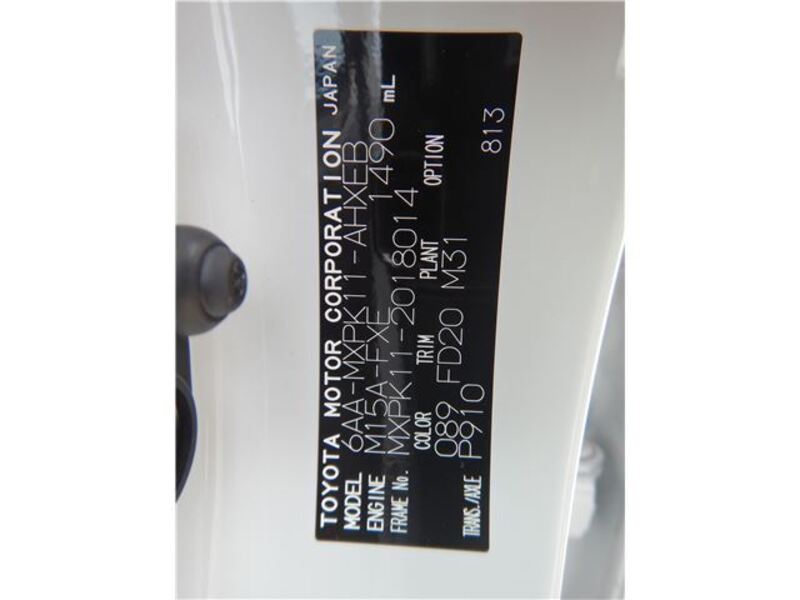 TOYOTA MOTOR CORPORATION JAPAN
MODEL 6AA-MXPK11-AHXEB
ENGINE M15A-FXE 1490 mL
FRAME No. MXPK11-2018014
COLOR TRIM PLANT OPTION
089 FD20 M31
TRANS./AXLE P910 813